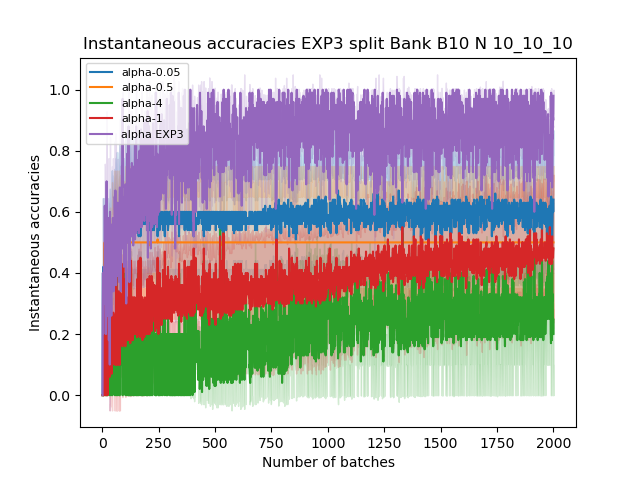 Instantaneous accuracies EXP3 split Bank B10 N 10_10_10
alpha-0.05
alpha-0.5
alpha-4
alpha-1
alpha EXP3
1.0
0.8
0.6
0.4
0.2
0.0
Instantaneous accuracies
0 250 500 750 1000 1250 1500 1750 2000
Number of batches